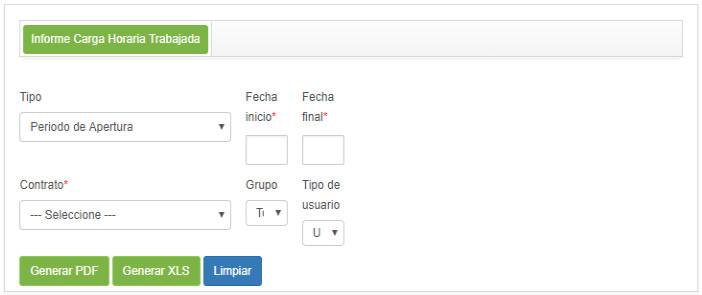 Informe Carga Horaria Trabajada
Tipo
Fecha inicio*
Fecha final*
Periodo de Apertura
Contrato*
Grupo
Tipo de usuario
--- Seleccione ---
U
Generar PDF
Generar XLS
Limpiar